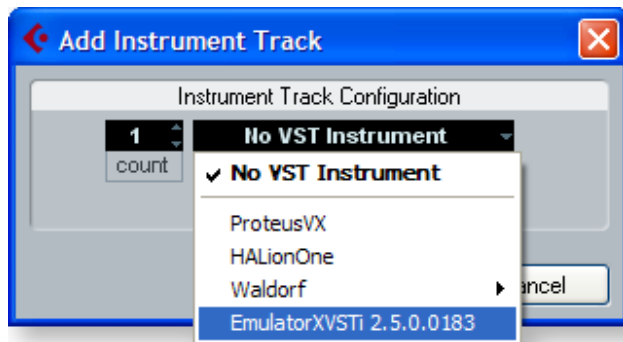 Add Instrument Track
Instrument Track Configuration
1 No VST Instrument
count
No VST Instrument
ProteusVX
HALionOne
Waldorf
ancel
EmulatorXVSTi 2.5.0.0183